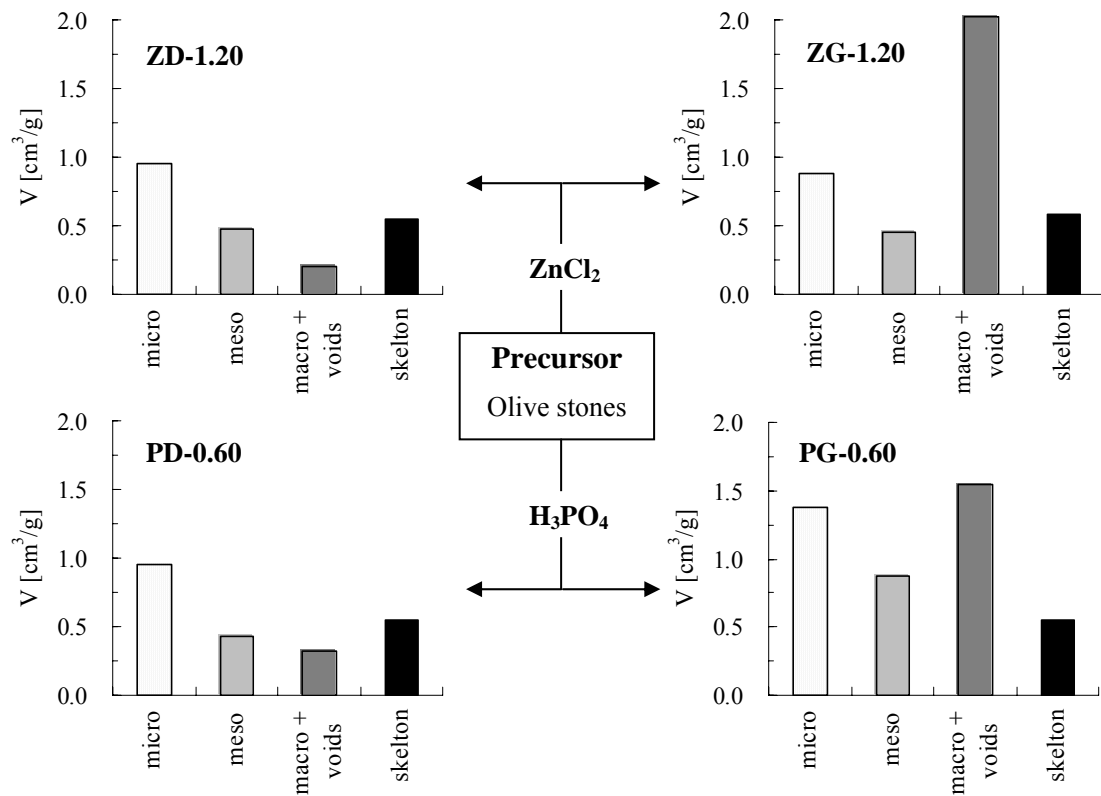 ZD-1.20
V [cm³/g]
2.0
1.5
1.0
0.5
0.0
micro
meso
macro +
voids
skelton
ZG-1.20
V [cm³/g]
2.0
1.5
1.0
0.5
0.0
micro
meso
macro +
voids
skelton
ZnCl₂
Precursor
Olive stones
H₃PO₄
PD-0.60
V [cm³/g]
2.0
1.5
1.0
0.5
0.0
micro
meso
macro +
voids
skelton
PG-0.60
V [cm³/g]
2.0
1.5
1.0
0.5
0.0
micro
meso
macro +
voids
skelton